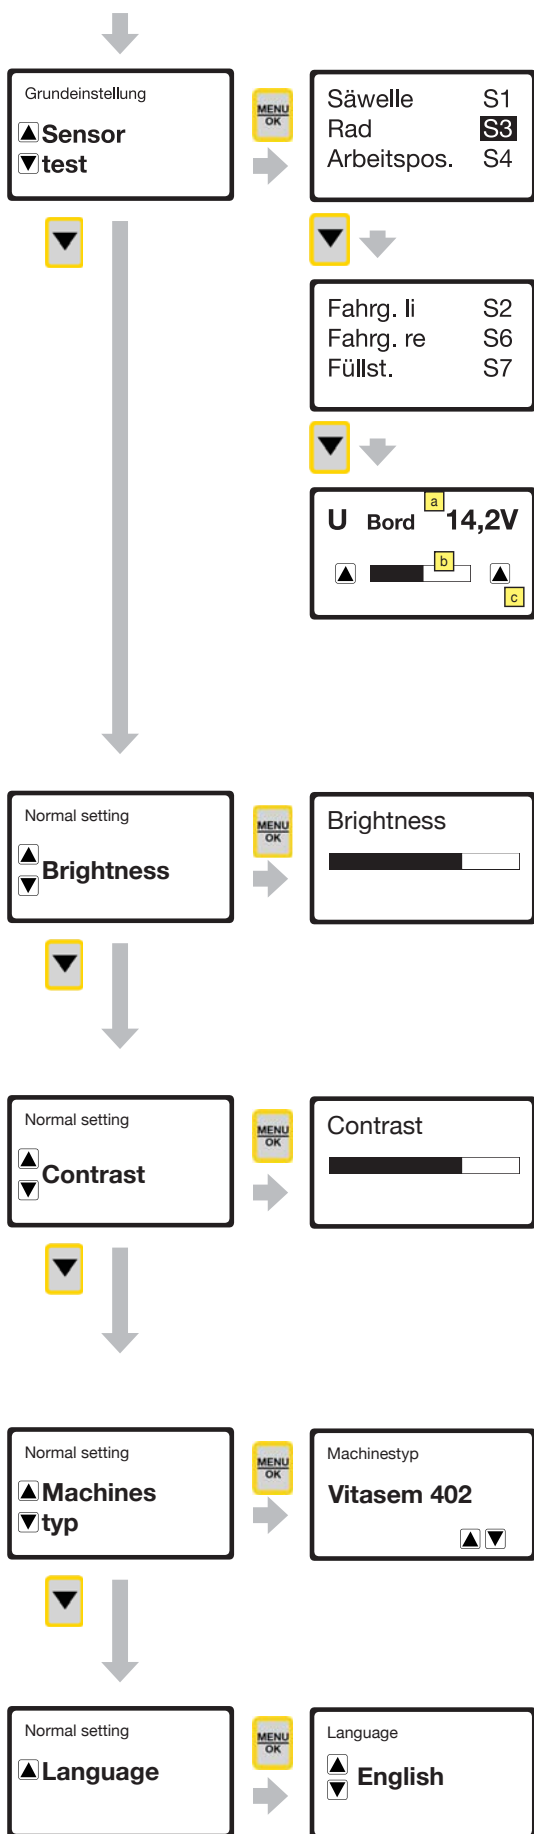 Grundeinstellung
Sensor
test
MENU
OK
Säwelle S1
Rad S3
Arbeitspos. S4
Fahrg. li S2
Fahrg. re S6
Füllst. S7
U Bord a 14,2V
b
c
Normal setting
Brightness
MENU
OK
Brightness
Normal setting
Contrast
MENU
OK
Contrast
Normal setting
Machines
typ
MENU
OK
Machinestyp
Vitasem 402
Normal setting
Language
MENU
OK
Language
English